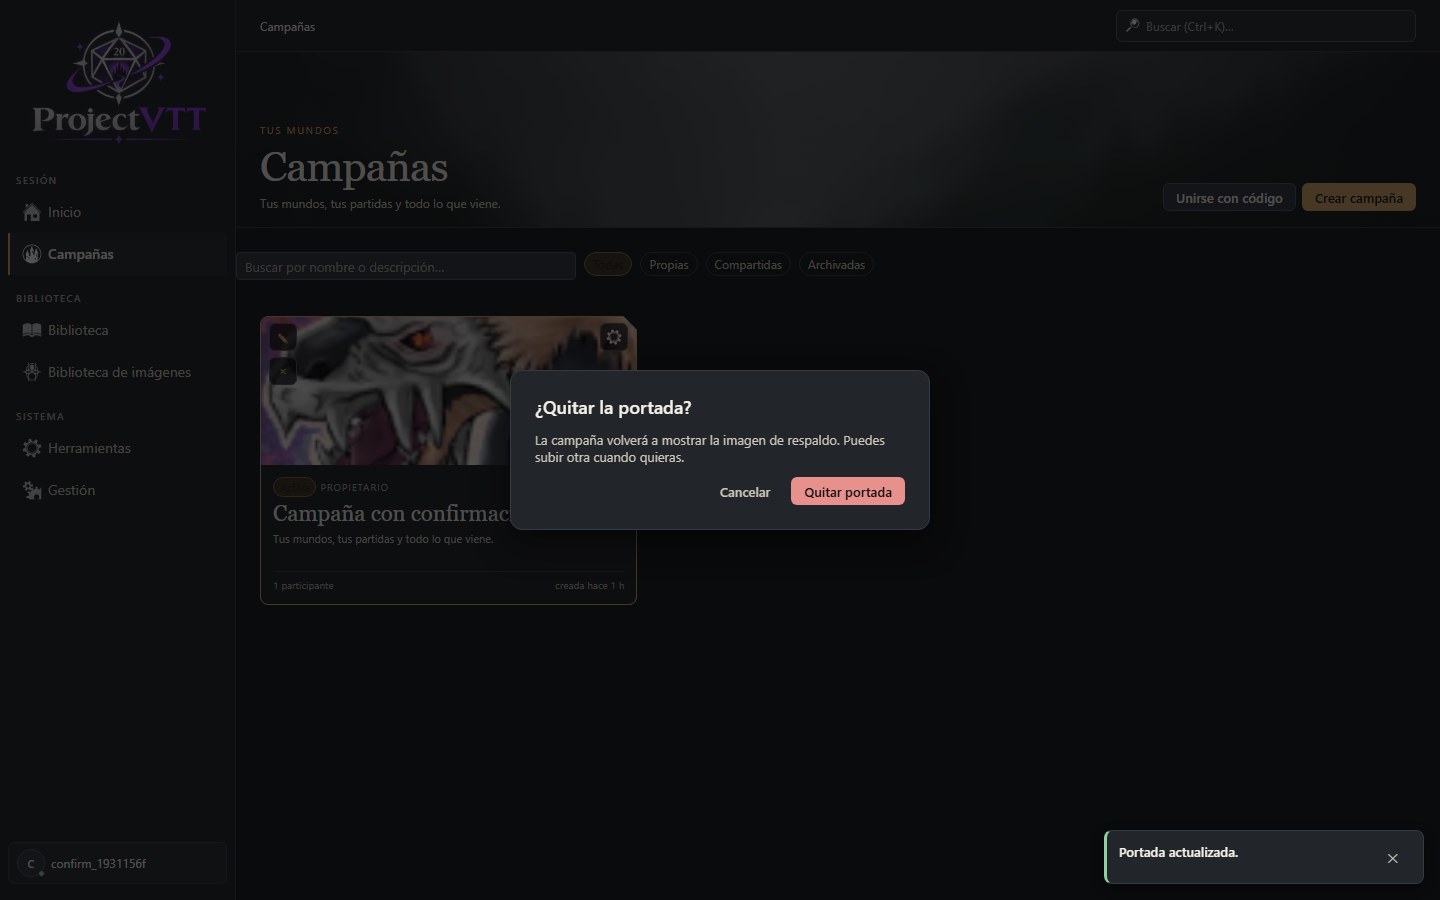 20
ProjectVTT
SESIÓN
Inicio
Campañas
BIBLIOTECA
Biblioteca
Biblioteca de imágenes
SISTEMA
Herramientas
Gestión
C
confirm_1931156f
Campañas
Buscar (Ctrl+K)...
TUS MUNDOS
Campañas
Tus mundos, tus partidas y todo lo que viene.
Unirse con código
Crear campaña
Buscar por nombre o descripción...
Propias
Compartidas
Archivadas
PROPIETARIO
Campaña con confirmac
Tus mundos, tus partidas y todo lo que viene.
1 participante
creada hace 1 h
¿Quitar la portada?
La campaña volverá a mostrar la imagen de respaldo. Puedes
subir otra cuando quieras.
Cancelar
Quitar portada
Portada actualizada.